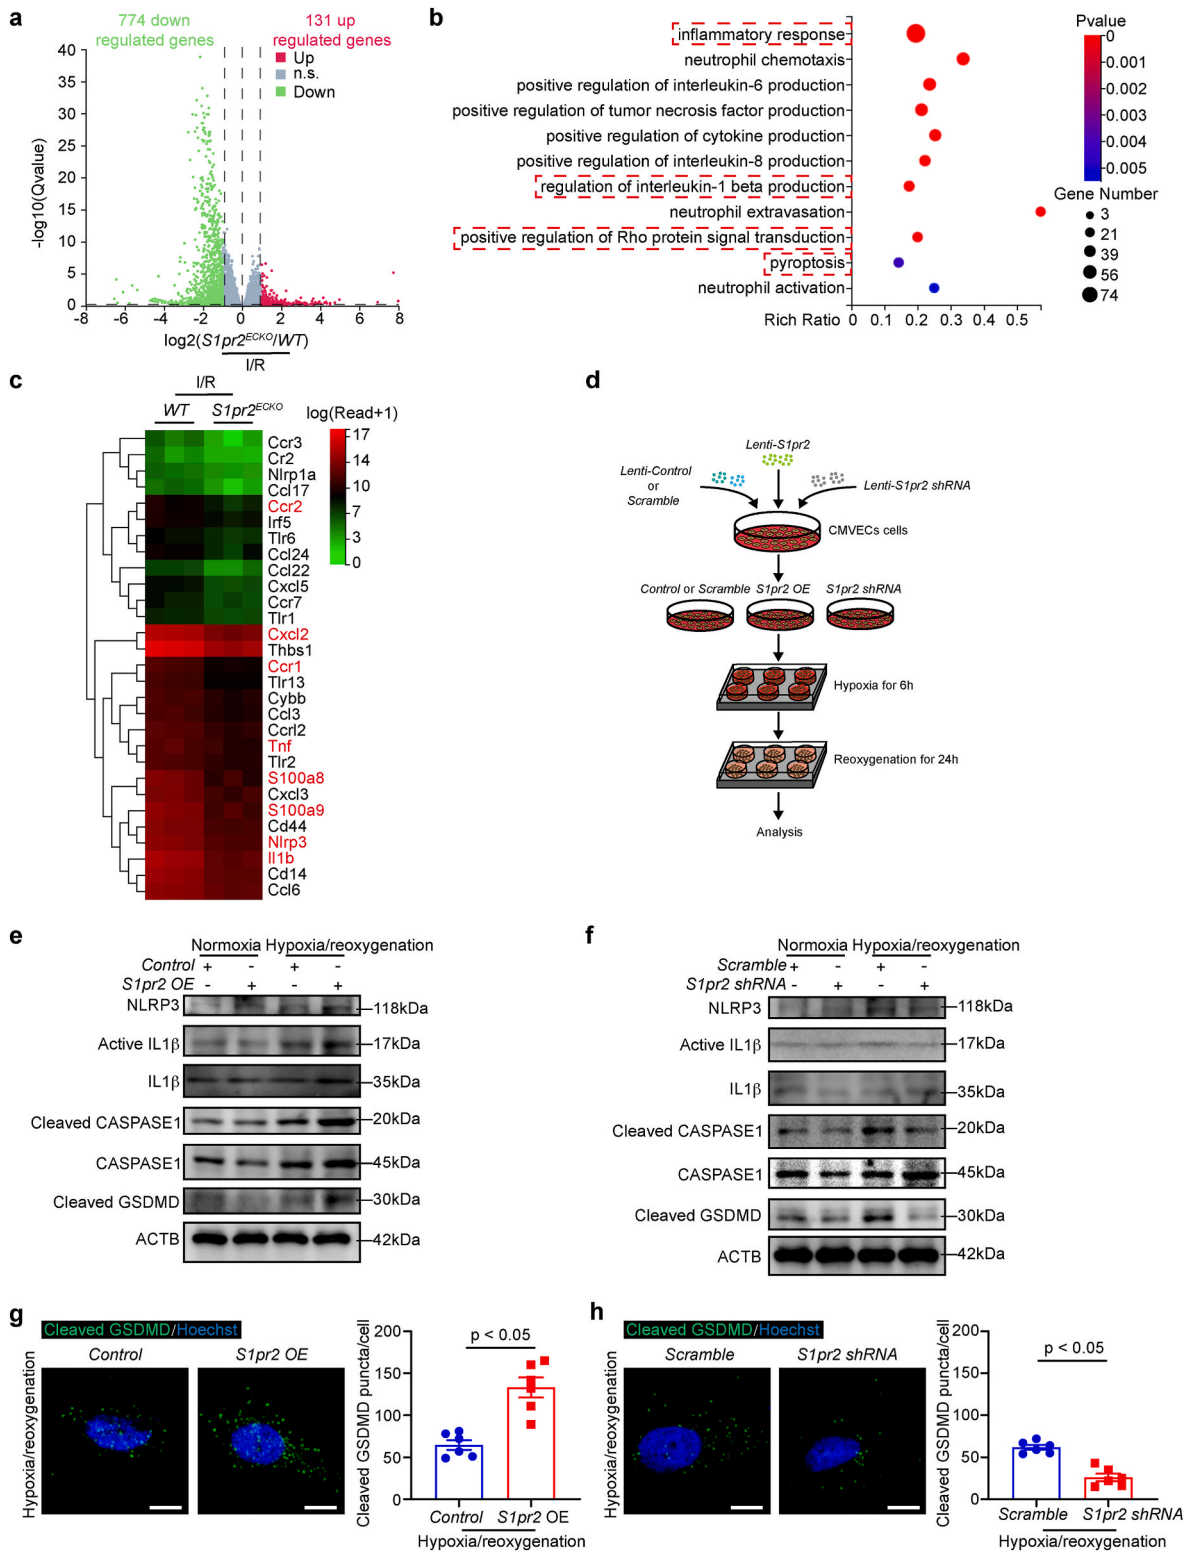 a
774 down
regulated genes
131 up
regulated genes
Up
n.s.
Down
-log10(Qvalue)
40
35
30
25
20
15
10
5
0
-8 -6 -4 -2 0 2 4 6 8
log2(S1pr2ECKO/WT)
I/R
b
inflammatory response
neutrophil chemotaxis
positive regulation of interleukin-6 production
positive regulation of tumor necrosis factor production
positive regulation of cytokine production
positive regulation of interleukin-8 production
regulation of interleukin-1 beta production
neutrophil extravasation
positive regulation of Rho protein signal transduction
pyroptosis
neutrophil activation
Rich Ratio 0 0.1 0.2 0.3 0.4 0.5
Pvalue
0
-0.001
-0.002
-0.003
-0.004
-0.005
Gene Number
3
21
39
56
74
c
I/R
WT S1pr2ECKO
log(Read+1)
17
14
10
7
3
0
Ccr3
Cr2
Nlrp1a
Ccl17
Ccr2
Irf5
Tlr6
Ccl24
Ccl22
Cxcl5
Ccr7
Tlr1
Cxcl2
Thbs1
Ccr1
Tlr13
Cybb
Ccl3
Ccrl2
Tnf
Tlr2
S100a8
Cxcl3
S100a9
Cd44
Nlrp3
Il1b
Cd14
Ccl6
d
Lenti-S1pr2
Lenti-Control
or
Scramble
Lenti-S1pr2 shRNA
CMVECs cells
Control or Scramble S1pr2 OE S1pr2 shRNA
Hypoxia for 6h
Reoxygenation for 24h
Analysis
e
Normoxia Hypoxia/reoxygenation
Control + - + -
S1pr2 OE - + - +
NLRP3 118kDa
Active IL1β 17kDa
IL1β 35kDa
Cleaved CASPASE1 20kDa
CASPASE1 45kDa
Cleaved GSDMD 30kDa
ACTB 42kDa
f
Normoxia Hypoxia/reoxygenation
Scramble + - + -
S1pr2 shRNA - + - +
NLRP3 118kDa
Active IL1β 17kDa
IL1β 35kDa
Cleaved CASPASE1 20kDa
CASPASE1 45kDa
Cleaved GSDMD 30kDa
ACTB 42kDa
g
Cleaved GSDMD/Hoechst
Control S1pr2 OE
Hypoxia/reoxygenation
Cleaved GSDMD puncta/cell
200
150
100
50
0
p < 0.05
Control S1pr2 OE
Hypoxia/reoxygenation
h
Cleaved GSDMD/Hoechst
Scramble S1pr2 shRNA
Hypoxia/reoxygenation
Cleaved GSDMD puncta/cell
200
150
100
50
0
p < 0.05
Scramble S1pr2 shRNA
Hypoxia/reoxygenation